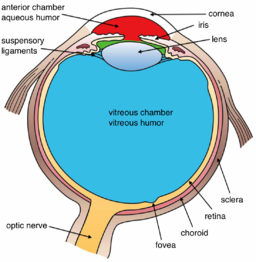 anterior chamber
aqueous humor
cornea
iris
lens
suspensory
ligaments
vitreous chamber
vitreous humor
sclera
retina
choroid
fovea
optic nerve